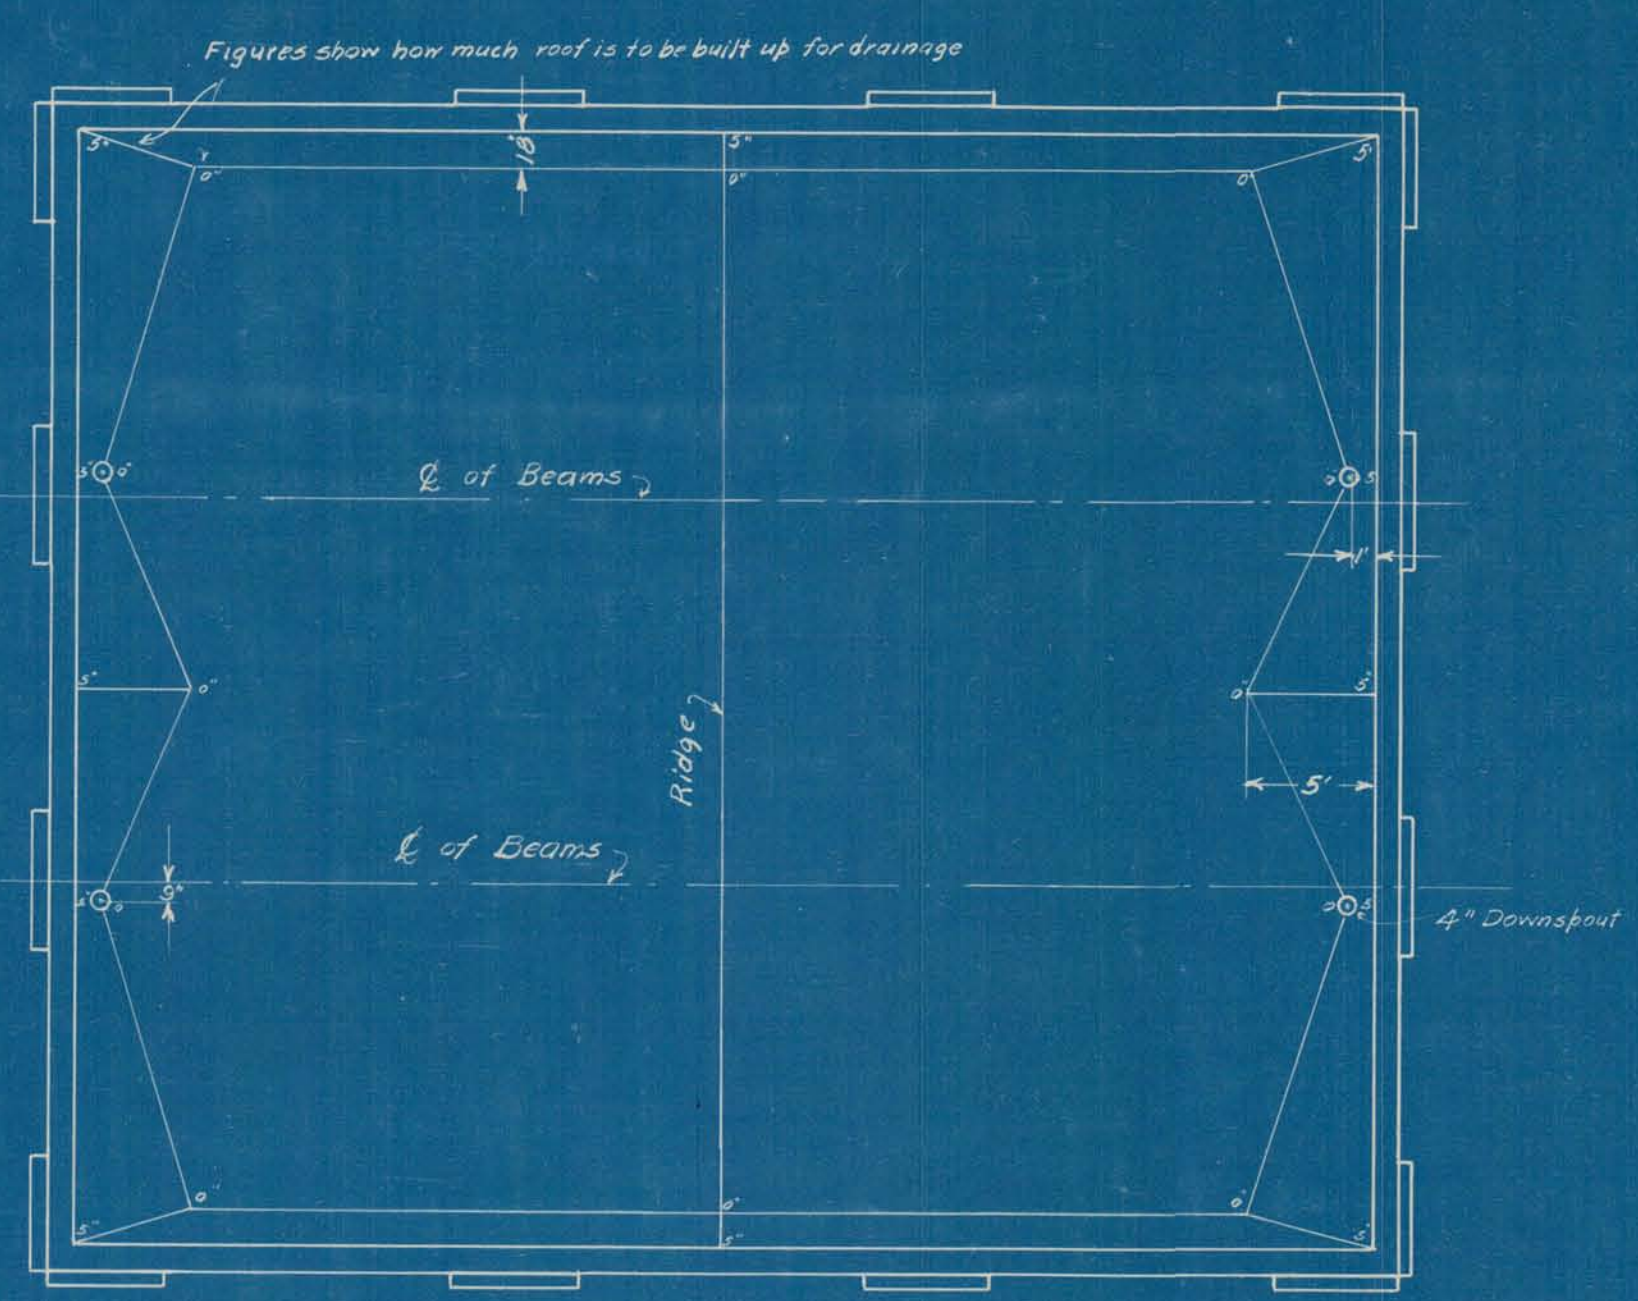 Figures show how much roof is to be built up for drainage
5" 5" 5'
0" 18" 0" 0'
℄ of Beams
5" 0" 0" 5
1'
5" 0" 0" 5"
Ridge
5'
℄ of Beams
9"
0 5
4" Downspout
0" 0" 0"
5" 5" 5'